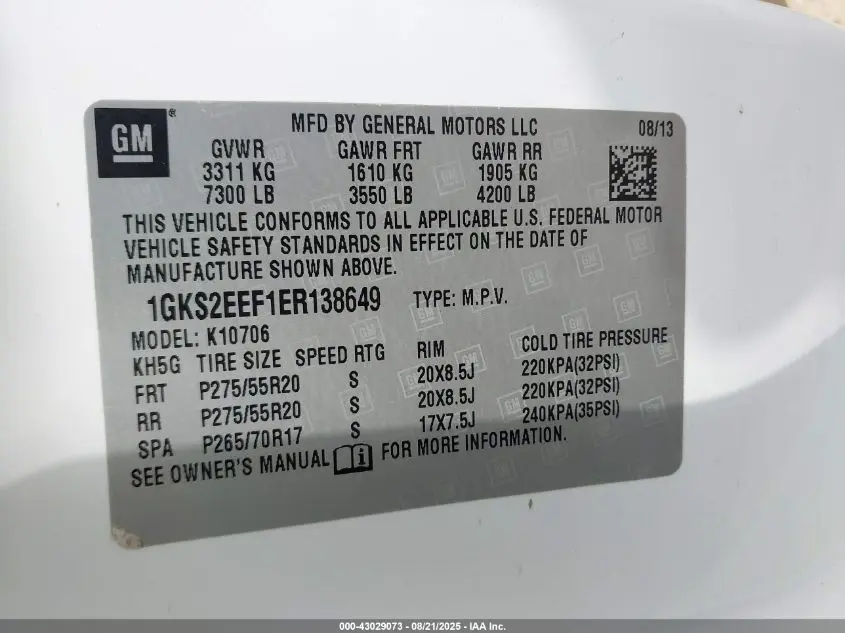 GM ®
MFD BY GENERAL MOTORS LLC 08/13
GVWR GAWR FRT GAWR RR
3311 KG 1610 KG 1905 KG
7300 LB 3550 LB 4200 LB
THIS VEHICLE CONFORMS TO ALL APPLICABLE U.S. FEDERAL MOTOR
VEHICLE SAFETY STANDARDS IN EFFECT ON THE DATE OF
MANUFACTURE SHOWN ABOVE.
1GKS2EEF1ER138649 TYPE: M.P.V.
MODEL: K10706
KH5G TIRE SIZE SPEED RTG RIM COLD TIRE PRESSURE
FRT P275/55R20 S 20X8.5J 220KPA(32PSI)
RR P275/55R20 S 20X8.5J 220KPA(32PSI)
SPA P265/70R17 S 17X7.5J 240KPA(35PSI)
SEE OWNER'S MANUAL i FOR MORE INFORMATION.
000-43029073 - 08/21/2025 - IAA Inc.